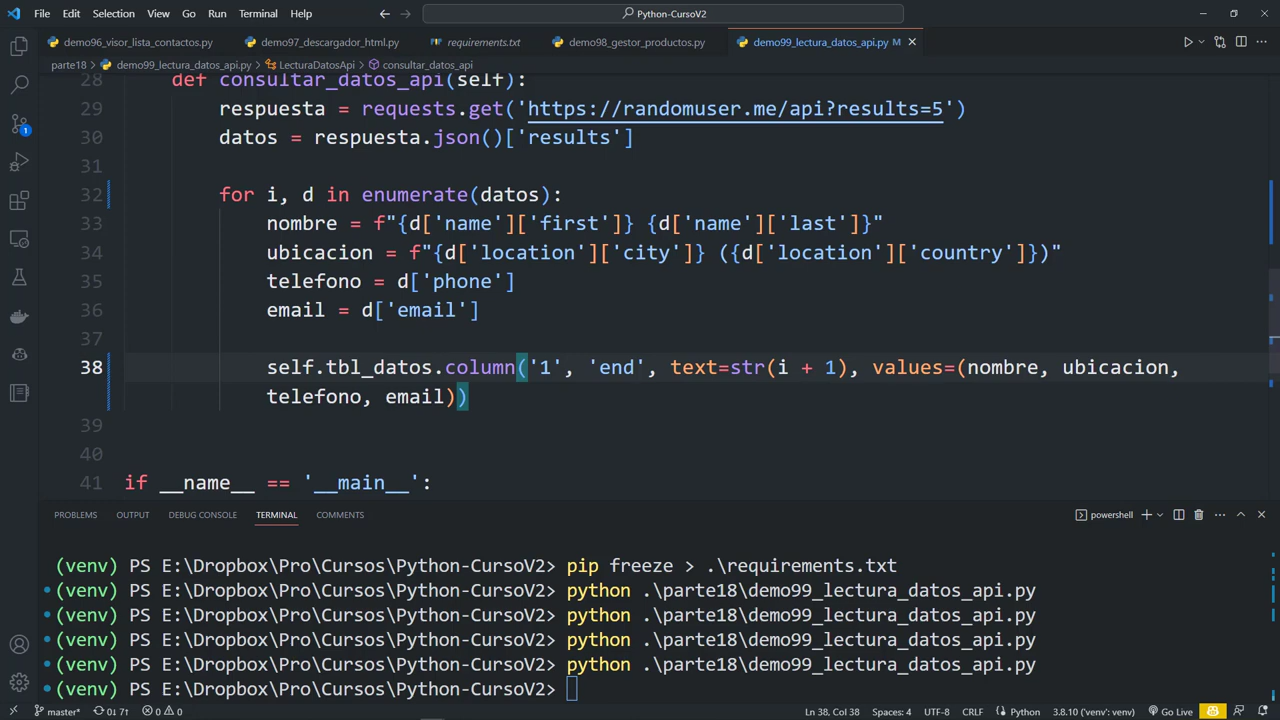 File Edit Selection View Go Run Terminal Help
Python-CursoV2
demo96_visor_lista_contactos.py demo97_descargador_html.py requirements.txt demo98_gestor_productos.py demo99_lectura_datos_api.py M
parte18 > demo99_lectura_datos_api.py > LecturaDatosApi > consultar_datos_api
28 def consultar_datos_api(self):
29 respuesta = requests.get('https://randomuser.me/api?results=5')
30 datos = respuesta.json()['results']
31
32 for i, d in enumerate(datos):
33 nombre = f"{d['name']['first']} {d['name']['last']}"
34 ubicacion = f"{d['location']['city']} ({d['location']['country']})"
35 telefono = d['phone']
36 email = d['email']
37
38 self.tbl_datos.column('1', 'end', text=str(i + 1), values=(nombre, ubicacion,
telefono, email))
39
40
41 if __name__ == '__main__':
PROBLEMS OUTPUT DEBUG CONSOLE TERMINAL COMMENTS
powershell
(venv) PS E:\Dropbox\Pro\Cursos\Python-CursoV2> pip freeze > .\requirements.txt
(venv) PS E:\Dropbox\Pro\Cursos\Python-CursoV2> python .\parte18\demo99_lectura_datos_api.py
(venv) PS E:\Dropbox\Pro\Cursos\Python-CursoV2> python .\parte18\demo99_lectura_datos_api.py
(venv) PS E:\Dropbox\Pro\Cursos\Python-CursoV2> python .\parte18\demo99_lectura_datos_api.py
(venv) PS E:\Dropbox\Pro\Cursos\Python-CursoV2> python .\parte18\demo99_lectura_datos_api.py
(venv) PS E:\Dropbox\Pro\Cursos\Python-CursoV2>
master* 0↓ 7↑ 0 0 Ln 38, Col 38 Spaces: 4 UTF-8 CRLF Python 3.8.10 ('venv': venv) Go Live